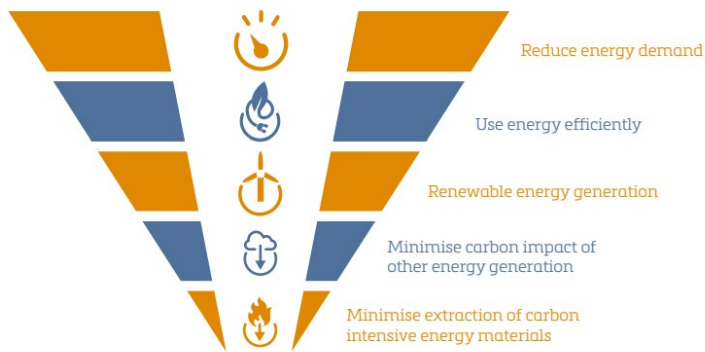 Reduce energy demand
Use energy efficiently
Renewable energy generation
Minimise carbon impact of
other energy generation
Minimise extraction of carbon
intensive energy materials